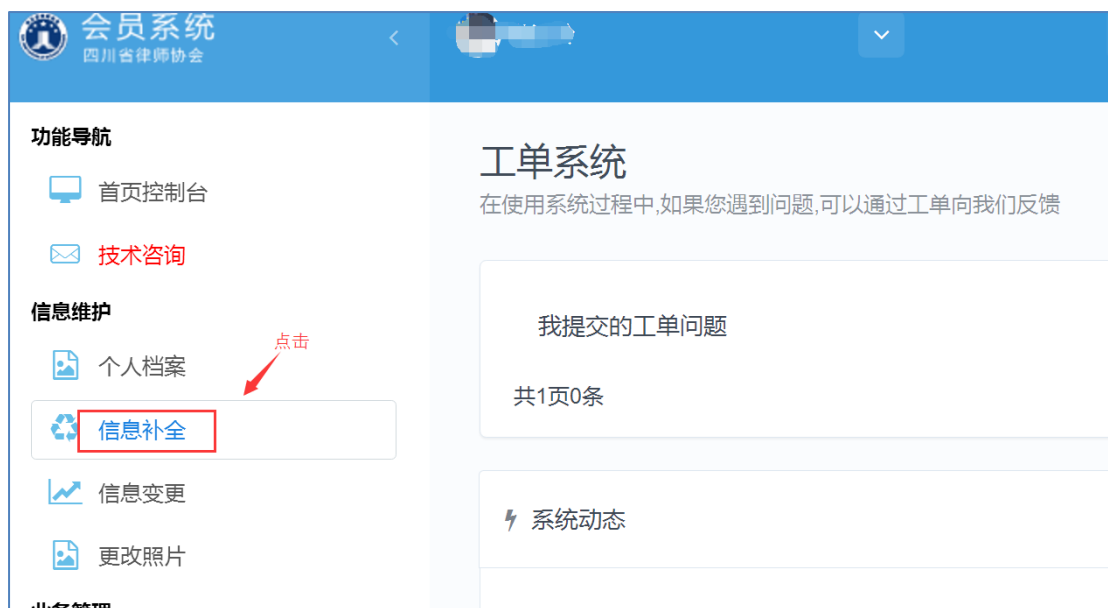 会员系统
四川省律师协会
功能导航
首页控制台
技术咨询
信息维护
点击
个人档案
信息补全
信息变更
更改照片
业务管理
工单系统
在使用系统过程中,如果您遇到问题,可以通过工单向我们反馈
我提交的工单问题
共1页0条
系统动态